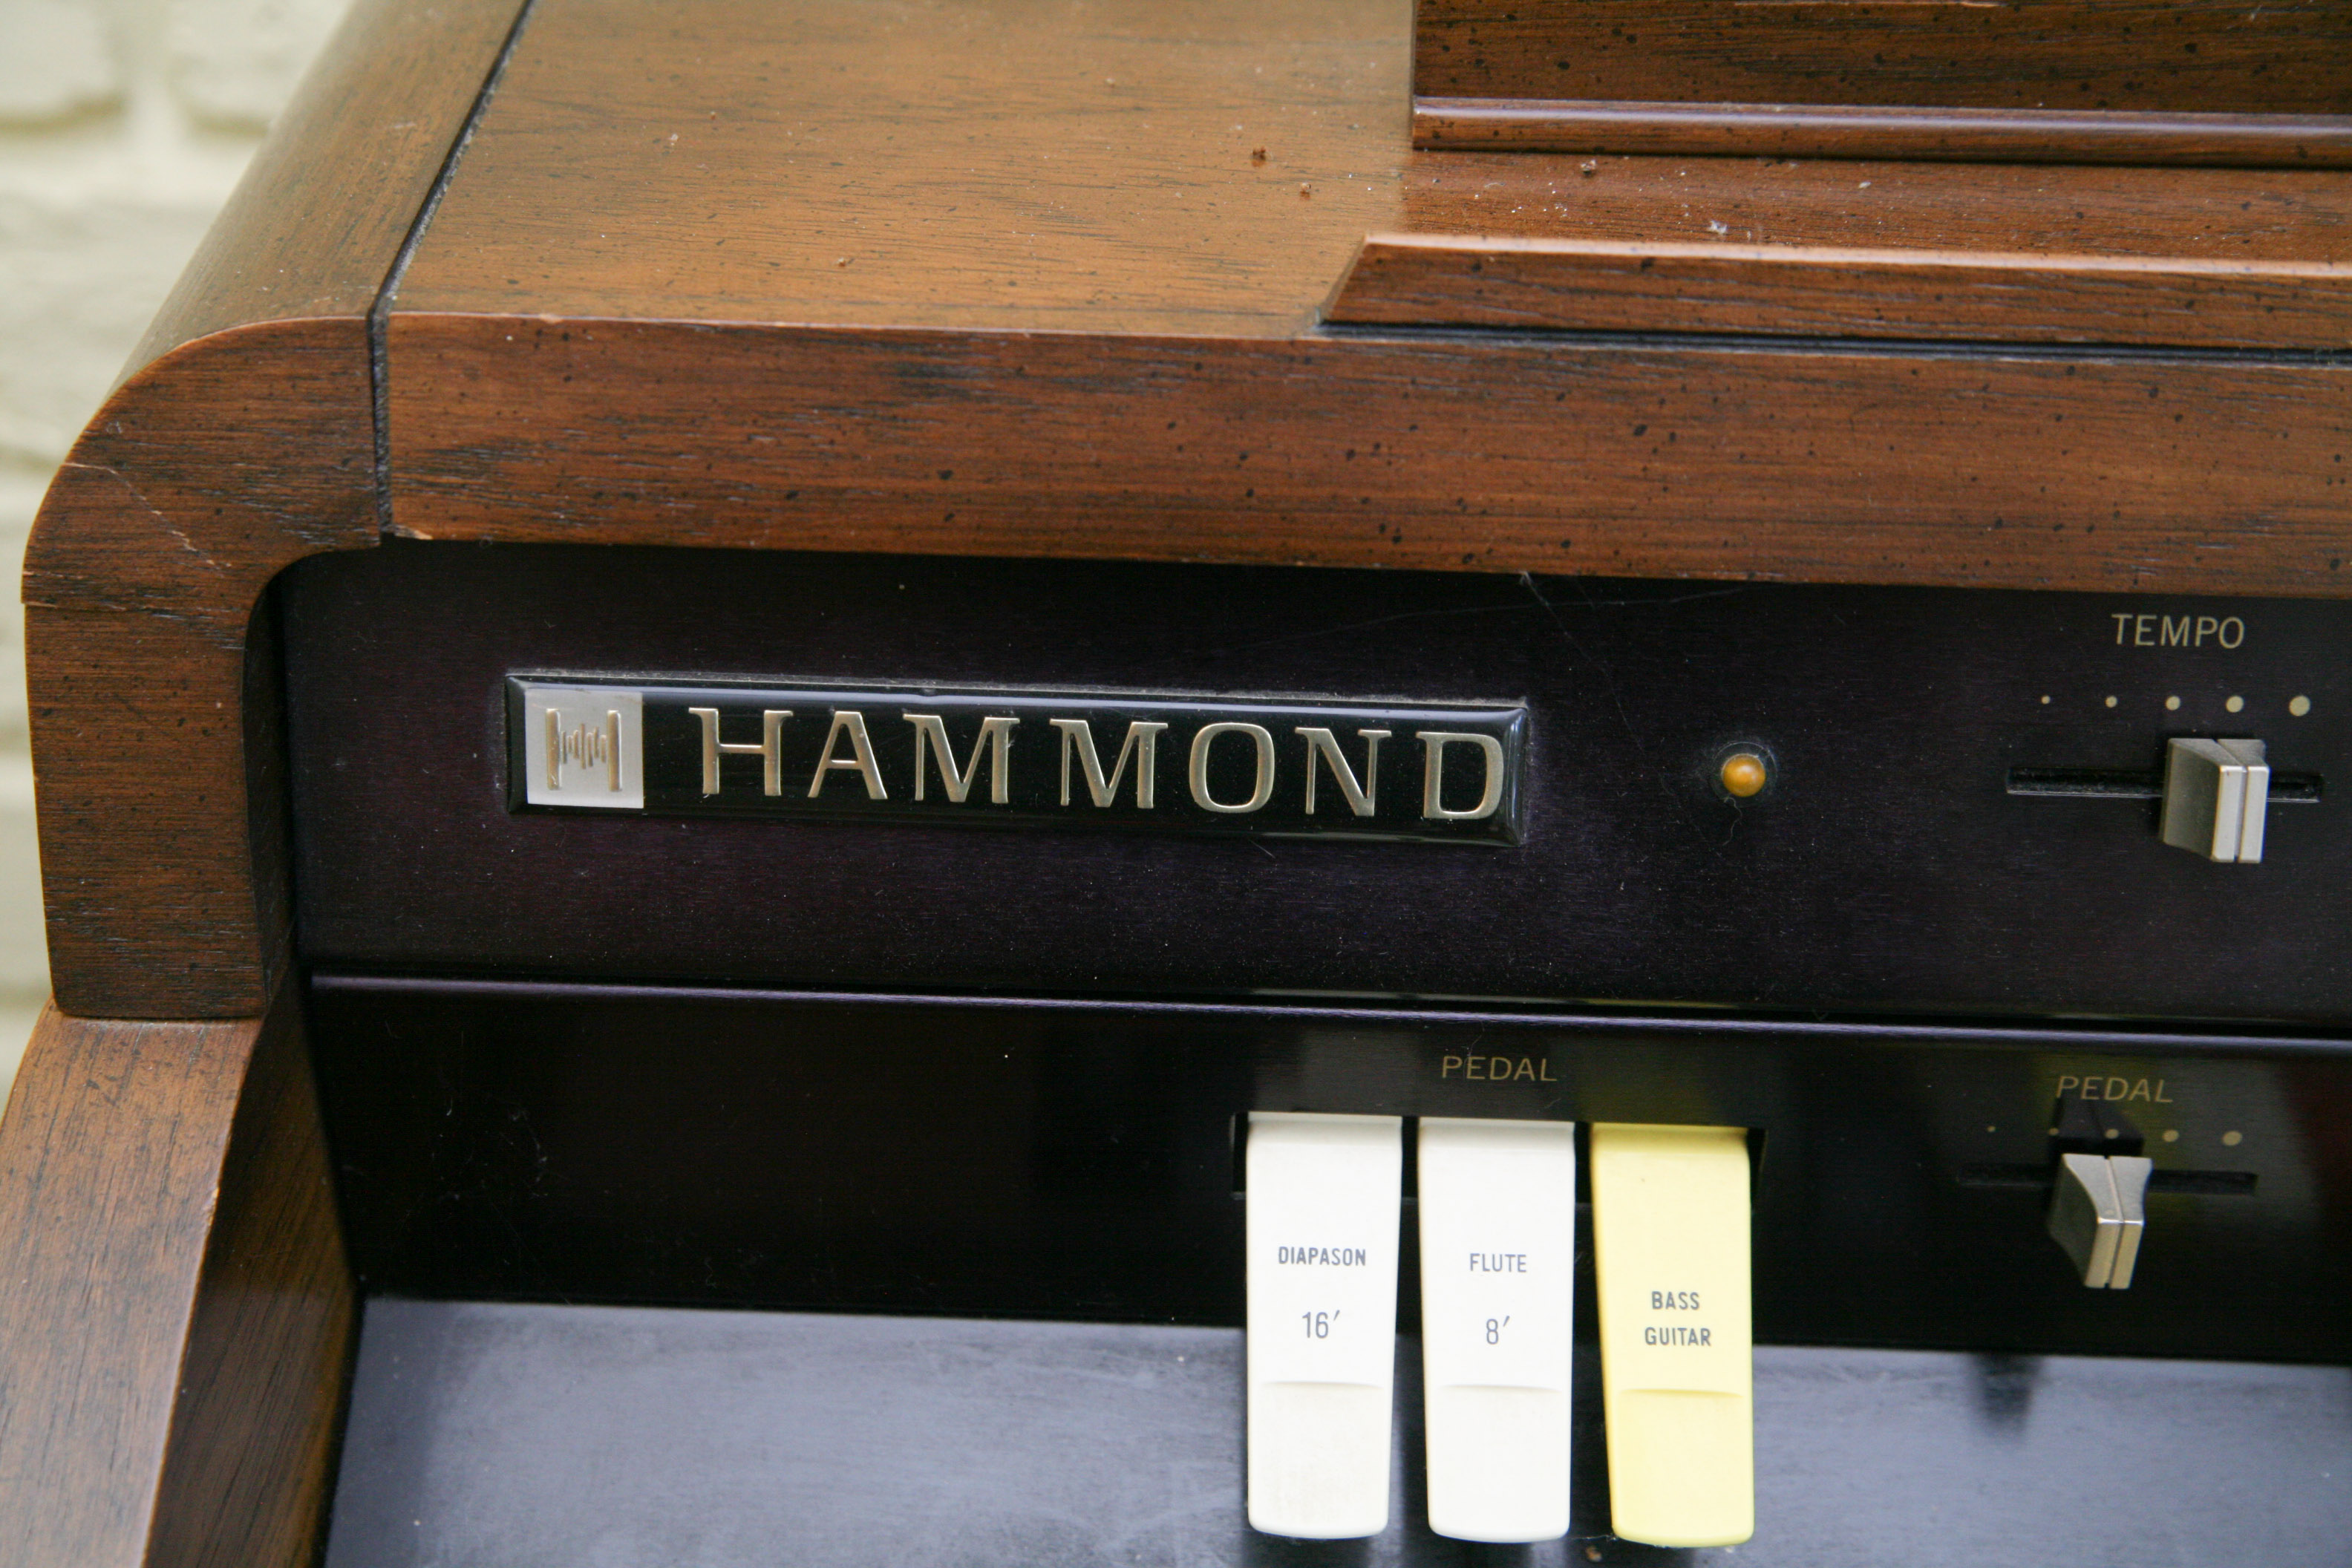 TEMPO
HAMMOND
PEDAL
PEDAL
DIAPASON
16′
FLUTE
8′
BASS
GUITAR